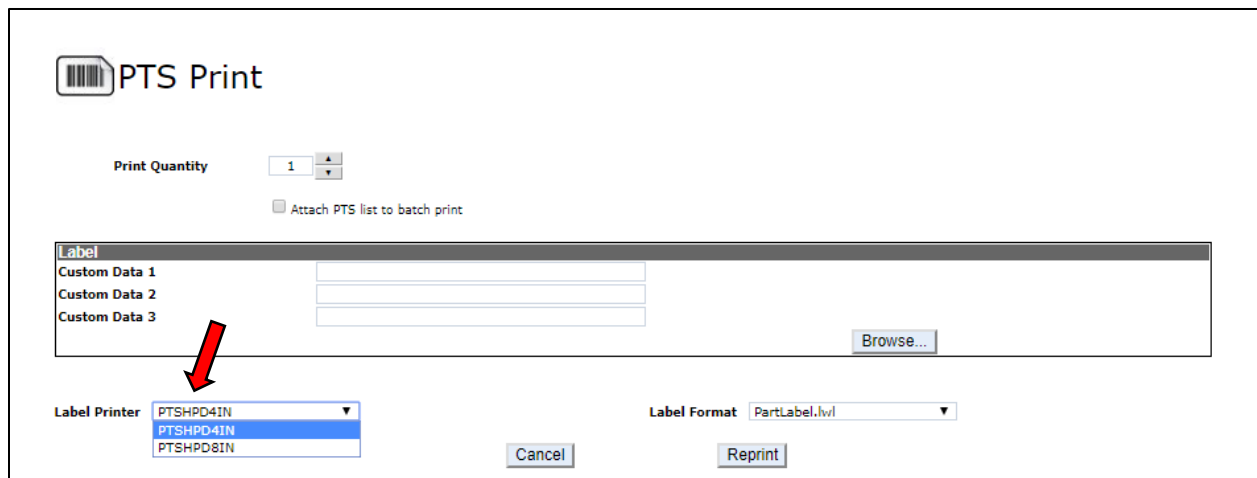 PTS Print
Print Quantity 1
Attach PTS list to batch print
Label
Custom Data 1
Custom Data 2
Custom Data 3
Browse...
Label Printer PTSHPD4IN Label Format PartLabel.lwl
PTSHPD4IN
PTSHPD8IN
Cancel Reprint